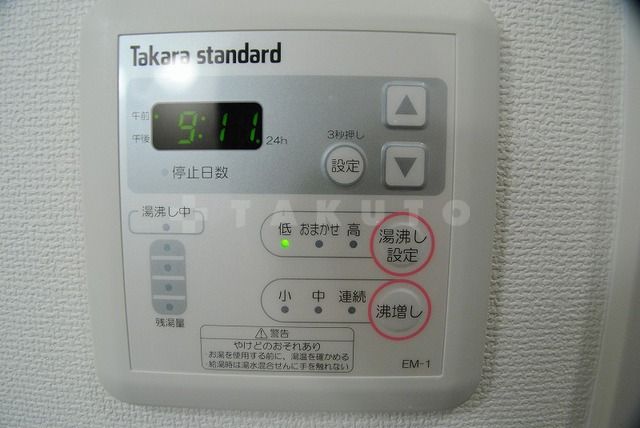 Takara standard
午前
9:11
午後
24h
3秒押し
設定
停止日数
TAKUTO
湯沸し中
低 おまかせ 高
湯沸し
設定
小 中 連続
沸増し
残湯量
警告
やけどのおそれあり
お湯を使用する前に、湯温を確かめる
給湯時は湯水混合せんに手を触れない
EM-1